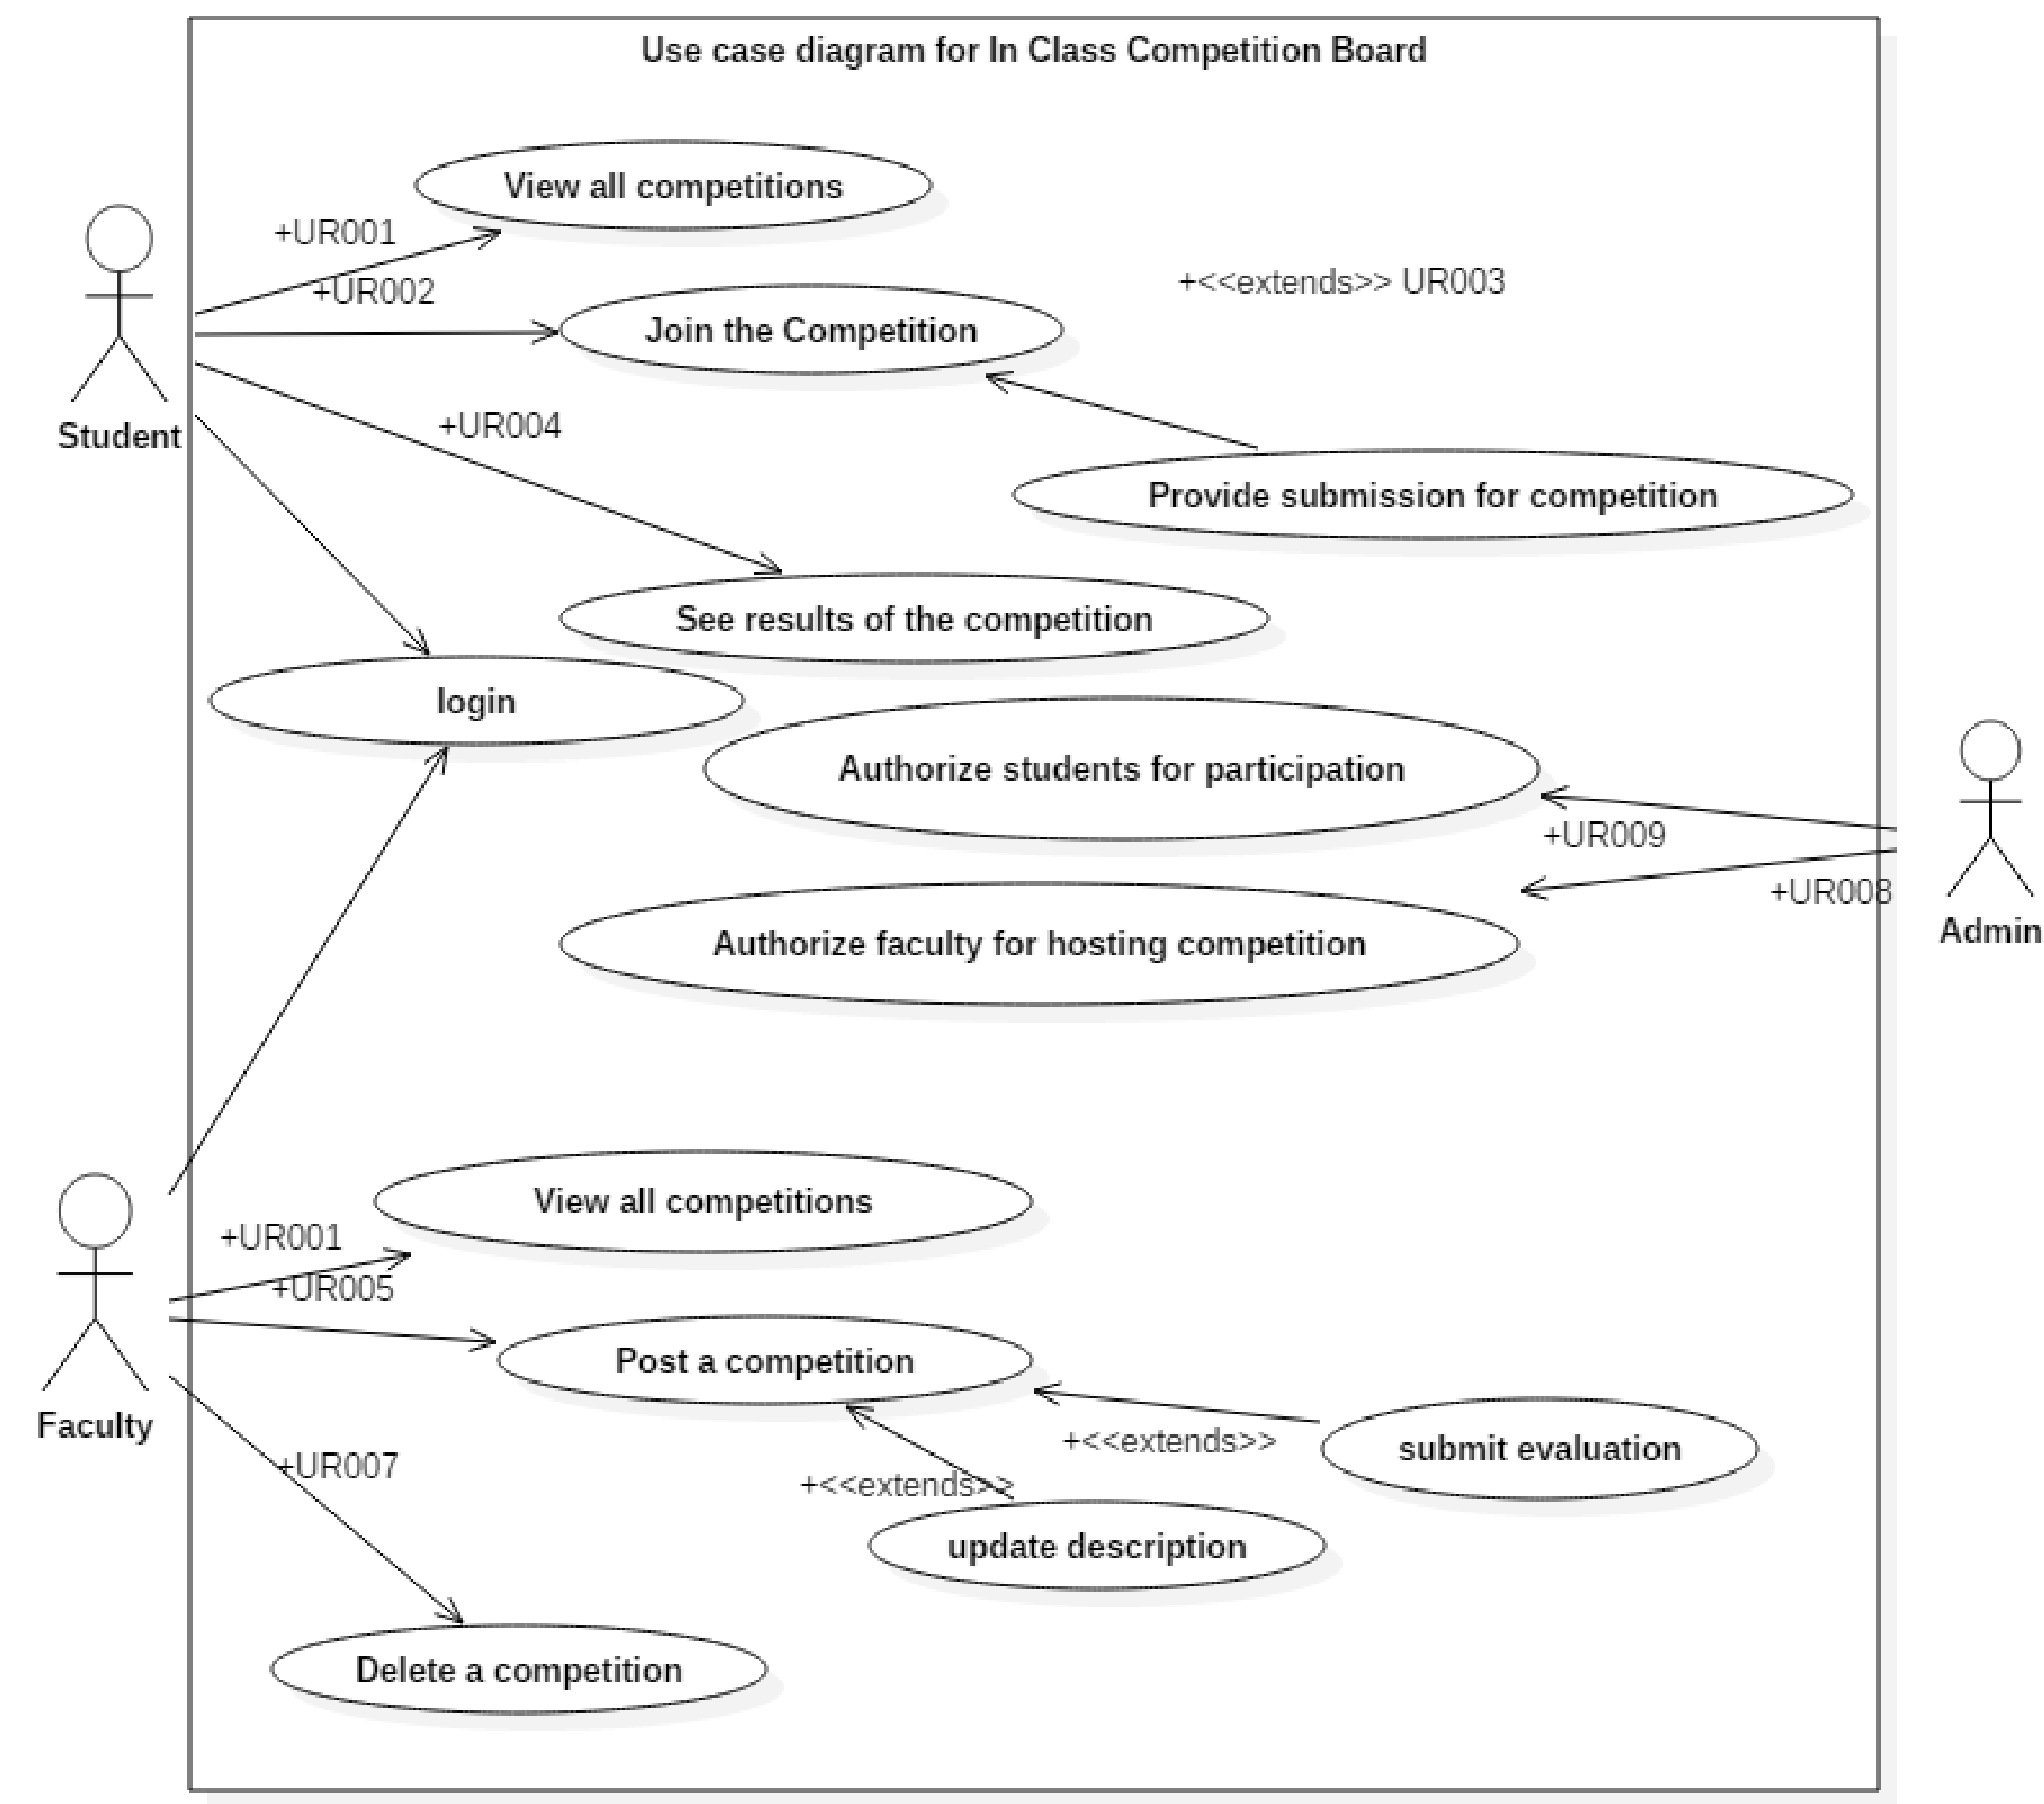 Use case diagram for In Class Competition Board
View all competitions
+UR001
+UR002
+<<extends>> UR003
Join the Competition
+UR004
Student
Provide submission for competition
See results of the competition
login
Authorize students for participation
+UR009
+UR008
Admin
Authorize faculty for hosting competition
View all competitions
+UR001
+UR005
Post a competition
Faculty
+<<extends>>
submit evaluation
+UR007
+<<extends>>
update description
Delete a competition